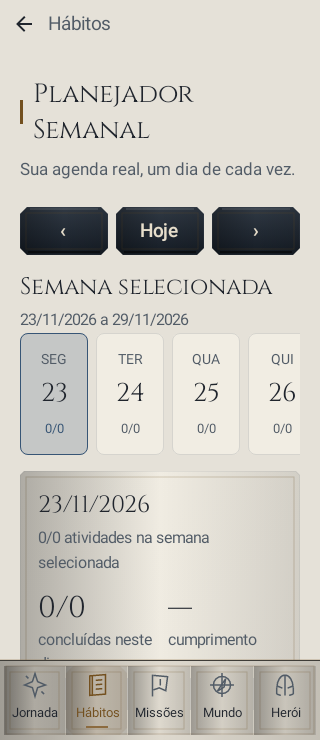 Hábitos
Planejador
Semanal
Sua agenda real, um dia de cada vez.
‹ Hoje ›
Semana selecionada
23/11/2026 a 29/11/2026
SEG TER QUA QUI
23 24 25 26
0/0 0/0 0/0 0/0
23/11/2026
0/0 atividades na semana
selecionada
0/0 —
concluídas neste cumprimento
Jornada Hábitos Missões Mundo Herói